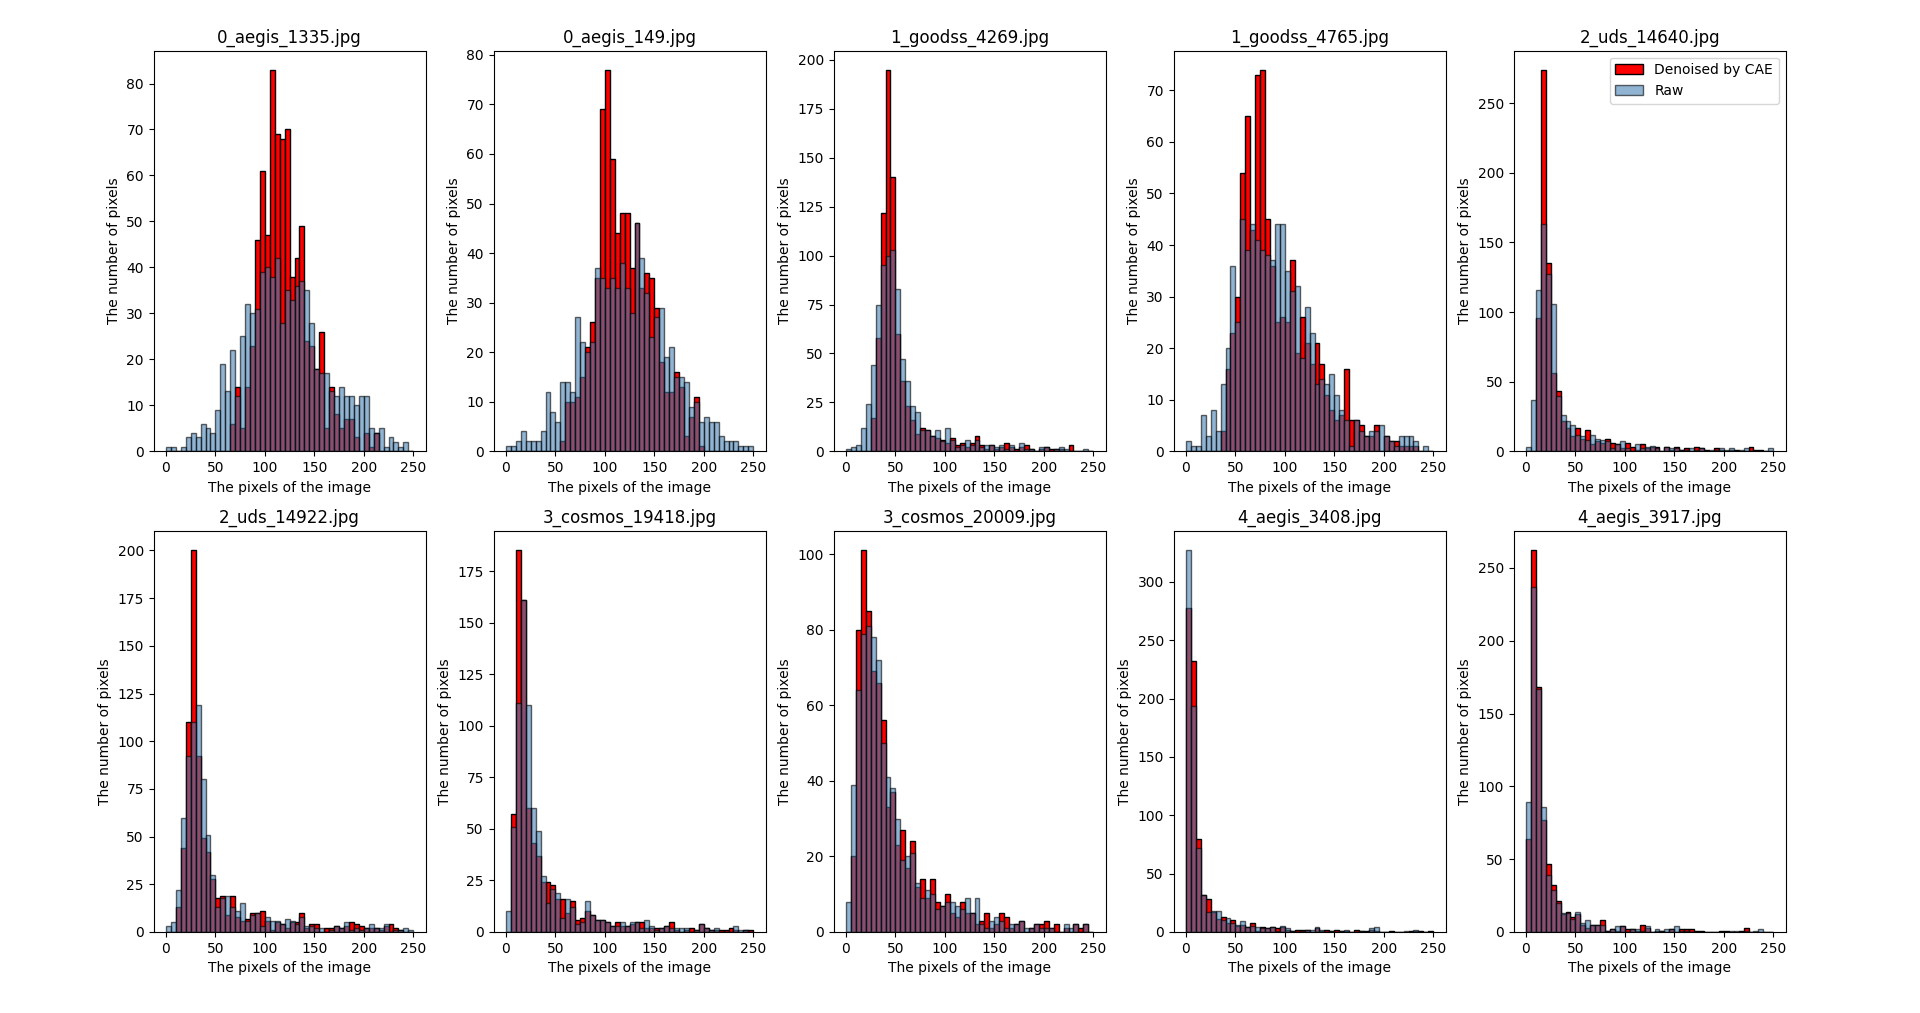 0_aegis_1335.jpg
The number of pixels
80
70
60
50
40
30
20
10
0
0 50 100 150 200 250
The pixels of the image
0_aegis_149.jpg
The number of pixels
80
70
60
50
40
30
20
10
0
0 50 100 150 200 250
The pixels of the image
1_goodss_4269.jpg
The number of pixels
200
175
150
125
100
75
50
25
0
0 50 100 150 200 250
The pixels of the image
1_goodss_4765.jpg
The number of pixels
70
60
50
40
30
20
10
0
0 50 100 150 200 250
The pixels of the image
2_uds_14640.jpg
Denoised by CAE
Raw
The number of pixels
250
200
150
100
50
0
0 50 100 150 200 250
The pixels of the image
2_uds_14922.jpg
The number of pixels
200
175
150
125
100
75
50
25
0
0 50 100 150 200 250
The pixels of the image
3_cosmos_19418.jpg
The number of pixels
175
150
125
100
75
50
25
0
0 50 100 150 200 250
The pixels of the image
3_cosmos_20009.jpg
The number of pixels
100
80
60
40
20
0
0 50 100 150 200 250
The pixels of the image
4_aegis_3408.jpg
The number of pixels
300
250
200
150
100
50
0
0 50 100 150 200 250
The pixels of the image
4_aegis_3917.jpg
The number of pixels
250
200
150
100
50
0
0 50 100 150 200 250
The pixels of the image